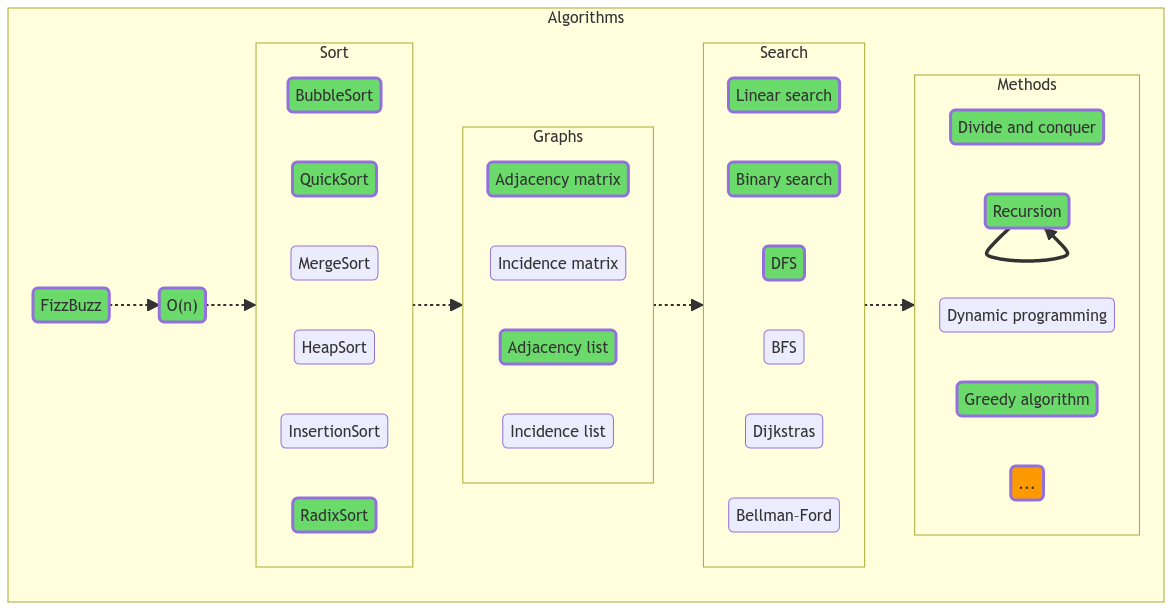 Algorithms
FizzBuzz
O(n)
Sort
BubbleSort
QuickSort
MergeSort
HeapSort
InsertionSort
RadixSort
Graphs
Adjacency matrix
Incidence matrix
Adjacency list
Incidence list
Search
Linear search
Binary search
DFS
BFS
Dijkstras
Bellman-Ford
Methods
Divide and conquer
Recursion
Dynamic programming
Greedy algorithm
...